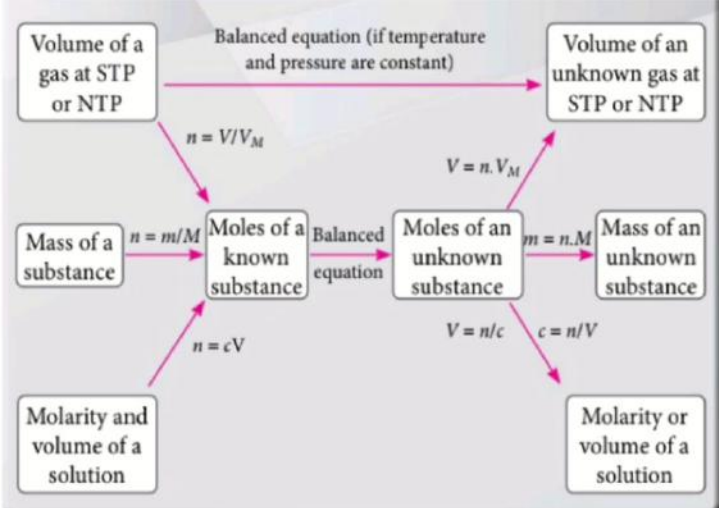 Volume of a
gas at STP
or NTP
Balanced equation (if temperature
and pressure are constant)
Volume of an
unknown gas at
STP or NTP
n = V/V_M
V = n.V_M
Mass of a
substance
n = m/M
Moles of a
known
substance
Balanced
equation
Moles of an
unknown
substance
m = n.M
Mass of an
unknown
substance
n = cV
V = n/c
c = n/V
Molarity and
volume of a
solution
Molarity or
volume of a
solution